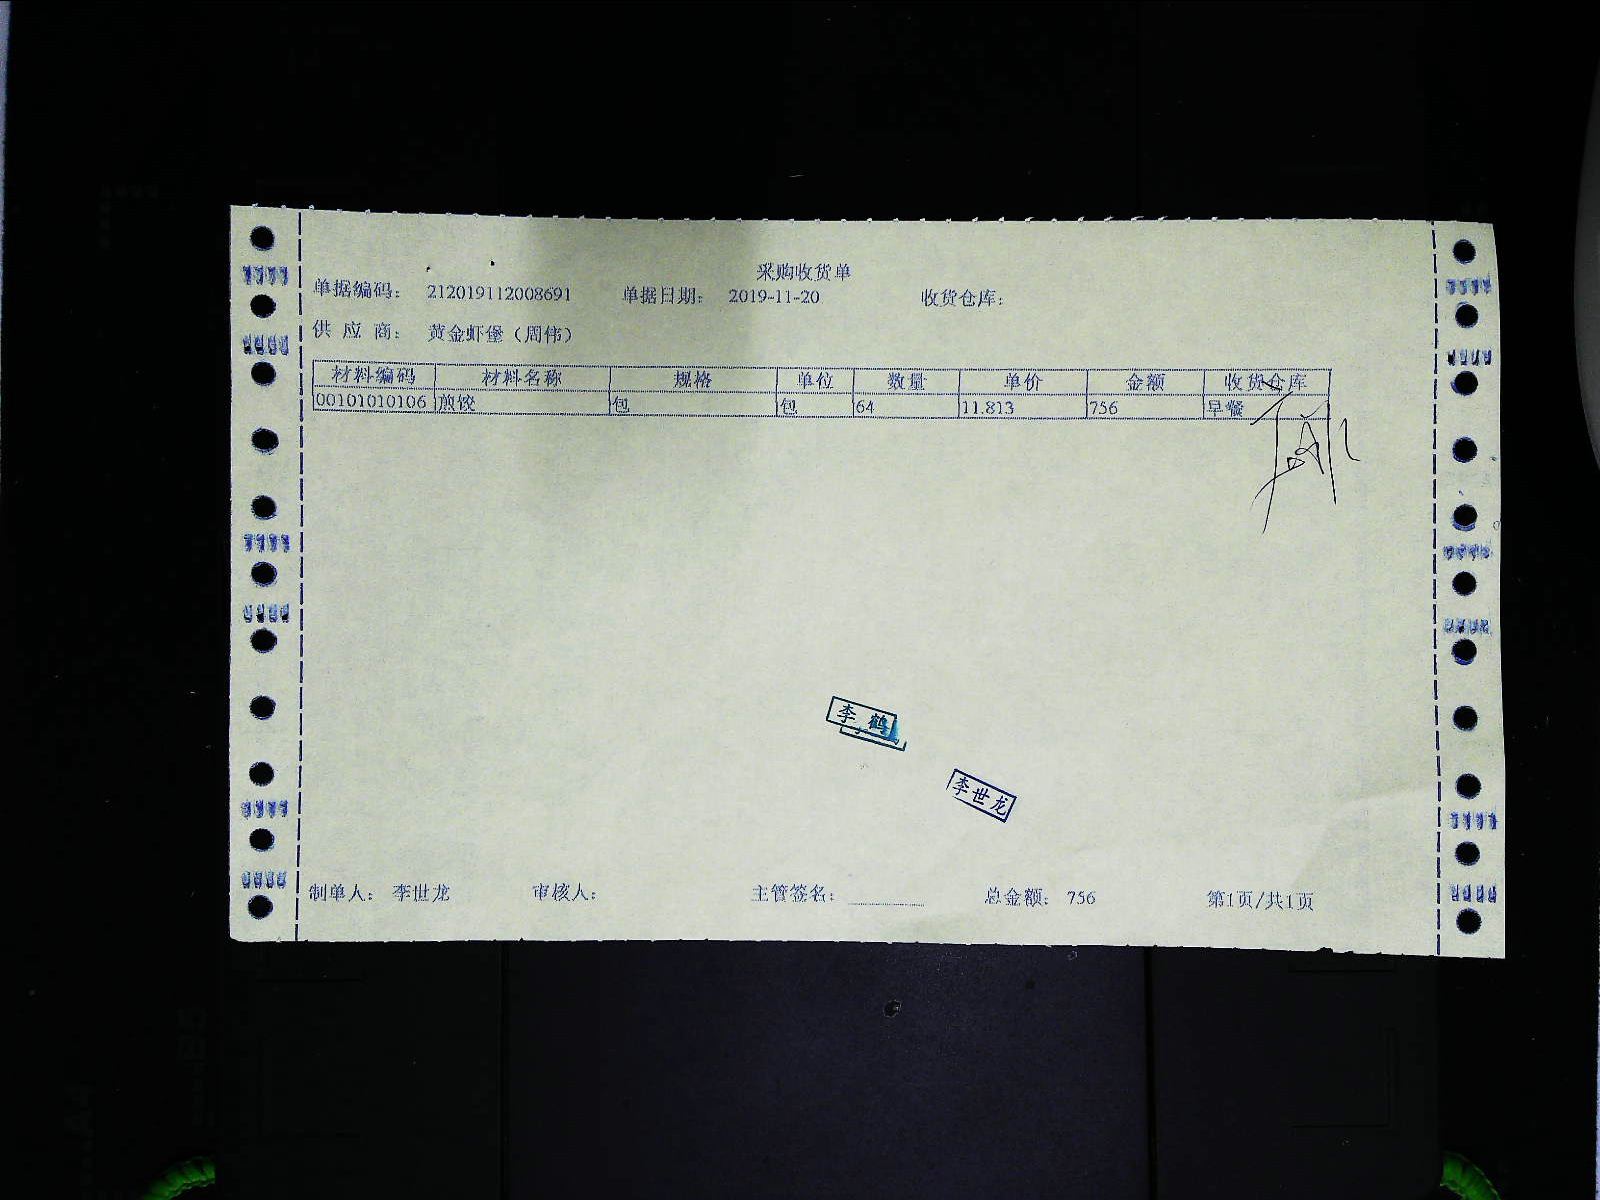 采购收货单
单据编码： 212019112008691 单据日期： 2019-11-20 收货仓库：
供 应 商： 黄金虾堡（周伟）
材料编码 材料名称 规格 单位 数量 单价 金额 收货仓库
00101010106 煎饺 包 包 64 11.813 756 早餐
李鹤
李世龙
制单人： 李世龙 审核人： 主管签名： 总金额： 756 第1页/共1页